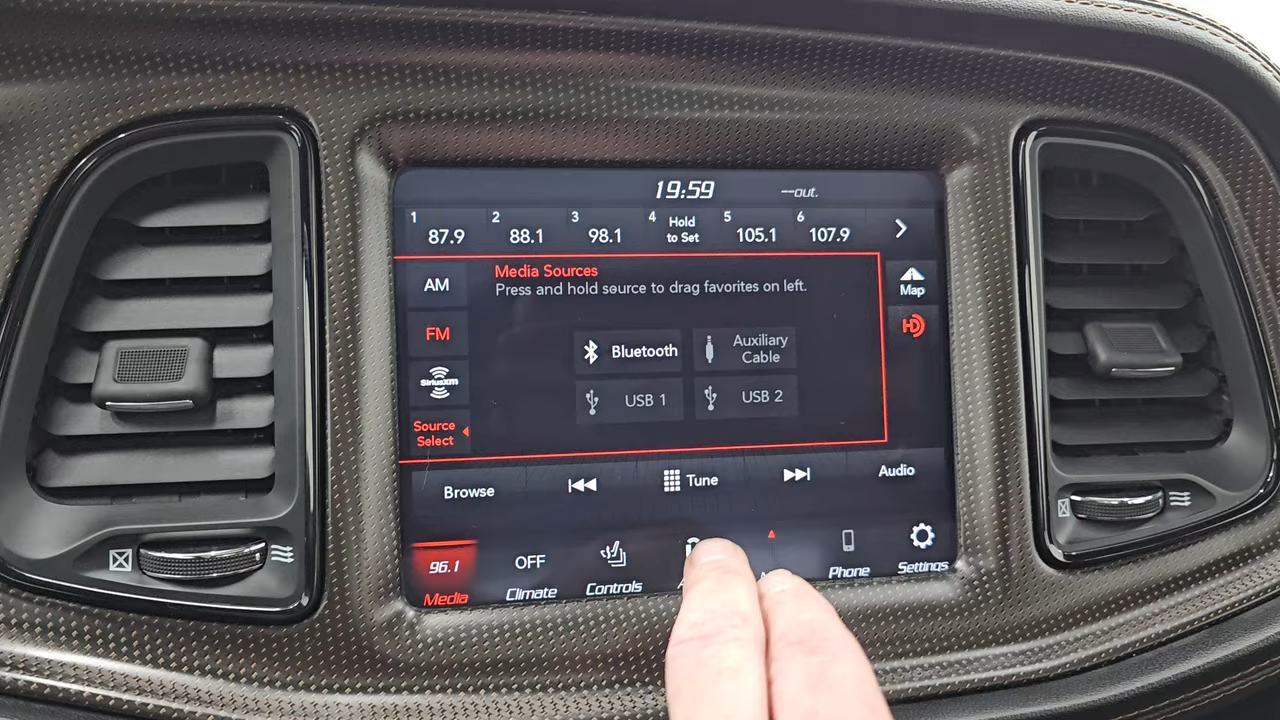 19:59
--out.
1 2 3 4 5 6
87.9 88.1 98.1 Hold to Set 105.1 107.9
AM
Media Sources
Press and hold source to drag favorites on left.
Map
FM
HD
Bluetooth
Auxiliary
Cable
SiriusXM
USB 1
USB 2
Source
Select
Browse
Tune
Audio
96.1
OFF
Media
Climate
Controls
Phone
Settings